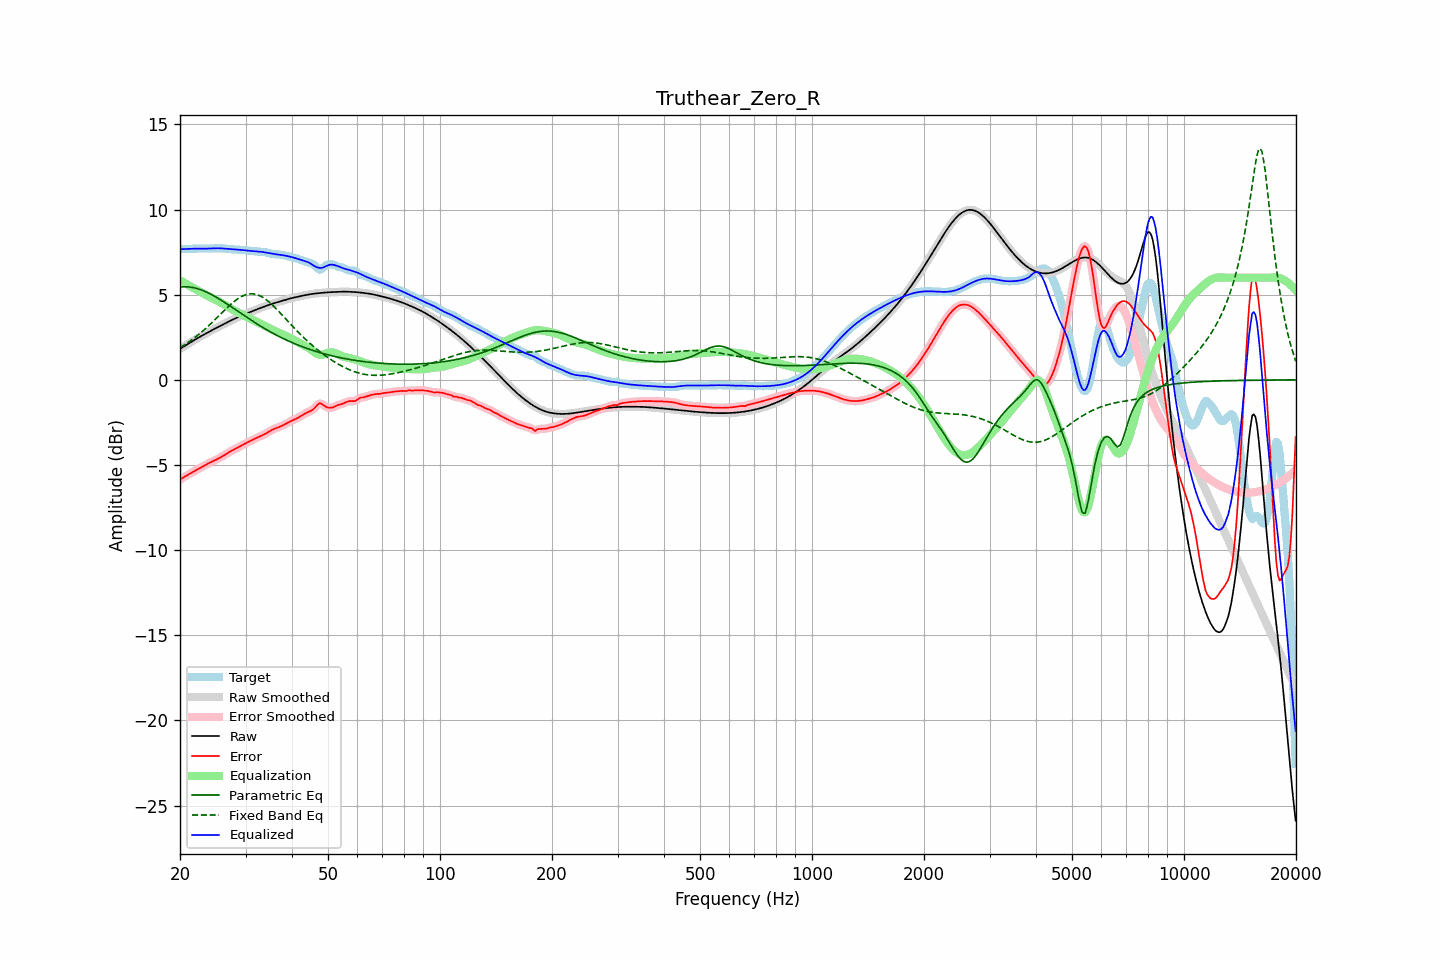 Truthear_Zero_R
15
10
5
0
−5
−10
−15
−20
−25
Amplitude (dBr)
Target
Raw Smoothed
Error Smoothed
Raw
Error
Equalization
Parametric Eq
Fixed Band Eq
Equalized
20 50 100 200 500 1000 2000 5000 10000 20000
Frequency (Hz)